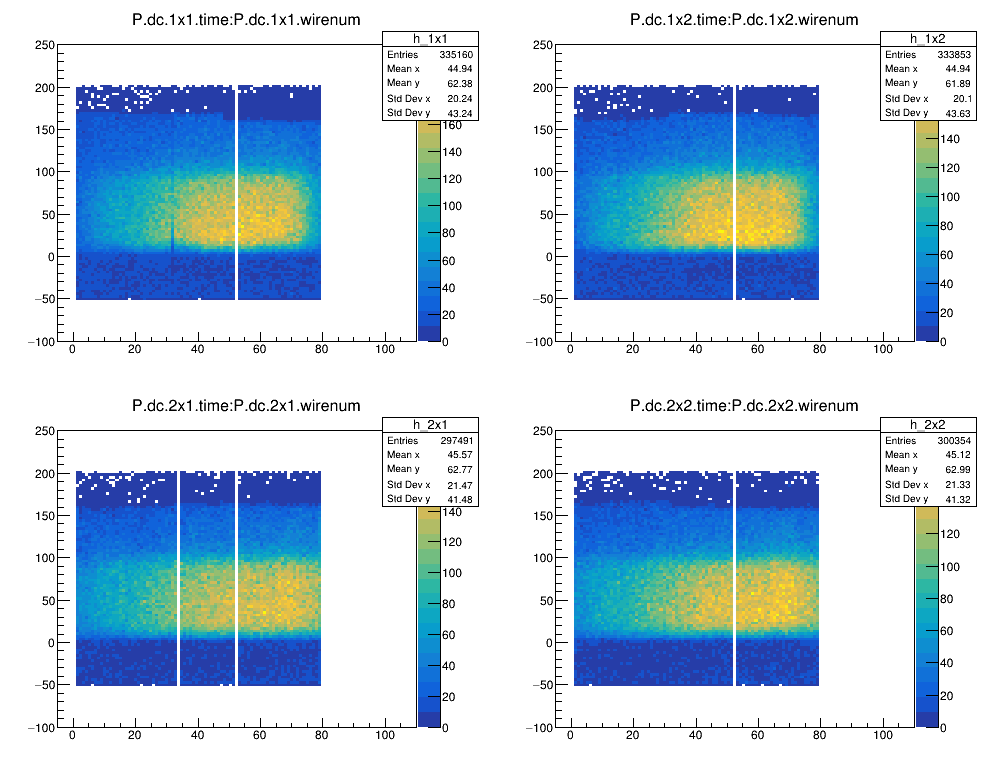 P.dc.1x1.time:P.dc.1x1.wirenum
h_1x1
Entries 335160
Mean x 44.94
Mean y 62.38
Std Dev x 20.24
Std Dev y 43.24
250
200
150
100
50
0
−50
−100
0 20 40 60 80 100
160
140
120
100
80
60
40
20
0
P.dc.1x2.time:P.dc.1x2.wirenum
h_1x2
Entries 333853
Mean x 44.94
Mean y 61.89
Std Dev x 20.1
Std Dev y 43.63
250
200
150
100
50
0
−50
−100
0 20 40 60 80 100
140
120
100
80
60
40
20
0
P.dc.2x1.time:P.dc.2x1.wirenum
h_2x1
Entries 297491
Mean x 45.57
Mean y 62.77
Std Dev x 21.47
Std Dev y 41.48
250
200
150
100
50
0
−50
−100
0 20 40 60 80 100
140
120
100
80
60
40
20
0
P.dc.2x2.time:P.dc.2x2.wirenum
h_2x2
Entries 300354
Mean x 45.12
Mean y 62.99
Std Dev x 21.33
Std Dev y 41.32
250
200
150
100
50
0
−50
−100
0 20 40 60 80 100
120
100
80
60
40
20
0